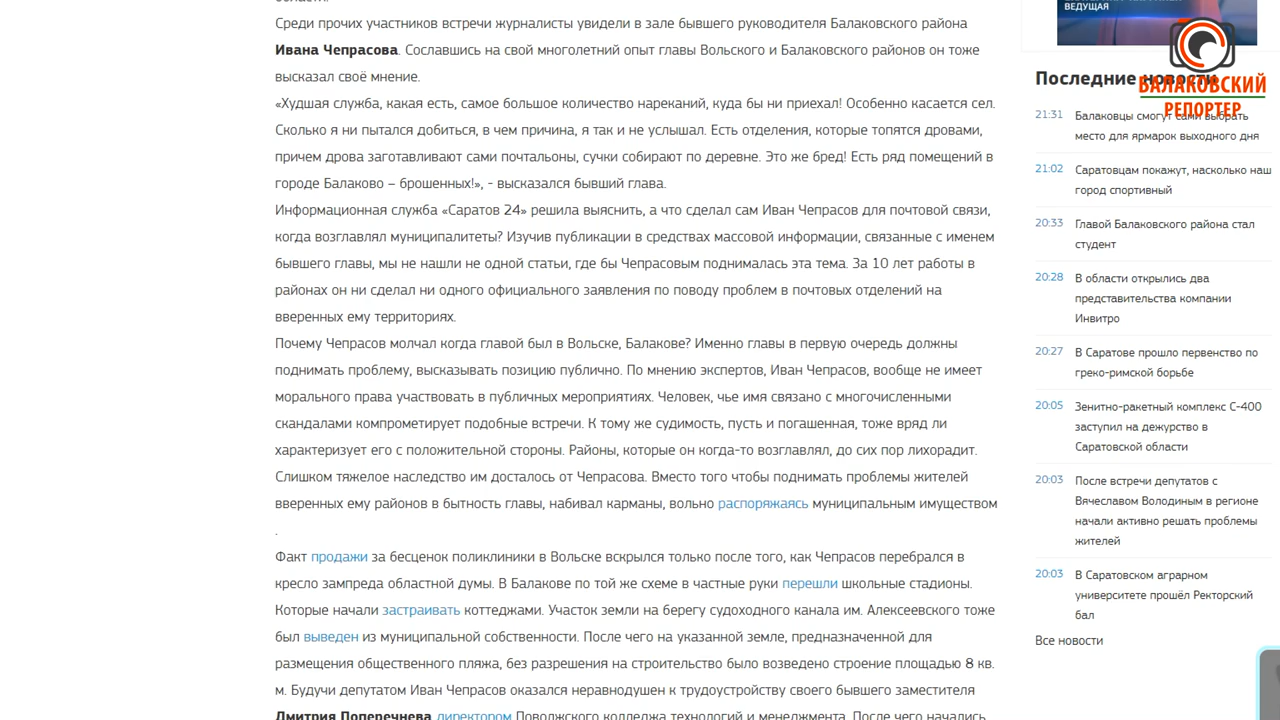 Среди прочих участников встречи журналисты увидели в зале бывшего руководителя Балаковского района
Ивана Чепрасова. Сославшись на свой многолетний опыт главы Вольского и Балаковского районов он тоже
высказал своё мнение.
«Худшая служба, какая есть, самое большое количество нареканий, куда бы ни приехал! Особенно касается сел.
Сколько я ни пытался добиться, в чем причина, я так и не услышал. Есть отделения, которые топятся дровами,
причем дрова заготавливают сами почтальоны, сучки собирают по деревне. Это же бред! Есть ряд помещений в
городе Балаково – брошенных!», - высказался бывший глава.
Информационная служба «Саратов 24» решила выяснить, а что сделал сам Иван Чепрасов для почтовой связи,
когда возглавлял муниципалитеты? Изучив публикации в средствах массовой информации, связанные с именем
бывшего главы, мы не нашли не одной статьи, где бы Чепрасовым поднималась эта тема. За 10 лет работы в
районах он ни сделал ни одного официального заявления по поводу проблем в почтовых отделений на
вверенных ему территориях.
Почему Чепрасов молчал когда главой был в Вольске, Балакове? Именно главы в первую очередь должны
поднимать проблему, высказывать позицию публично. По мнению экспертов, Иван Чепрасов, вообще не имеет
морального права участвовать в публичных мероприятиях. Человек, чье имя связано с многочисленными
скандалами компрометирует подобные встречи. К тому же судимость, пусть и погашенная, тоже вряд ли
характеризует его с положительной стороны. Районы, которые он когда-то возглавлял, до сих пор лихорадит.
Слишком тяжелое наследство им досталось от Чепрасова. Вместо того чтобы поднимать проблемы жителей
вверенных ему районов в бытность главы, набивал карманы, вольно распоряжаясь муниципальным имуществом
.
Факт продажи за бесценок поликлиники в Вольске вскрылся только после того, как Чепрасов перебрался в
кресло зампреда областной думы. В Балакове по той же схеме в частные руки перешли школьные стадионы.
Которые начали застраивать коттеджами. Участок земли на берегу судоходного канала им. Алексеевского тоже
был выведен из муниципальной собственности. После чего на указанной земле, предназначенной для
размещения общественного пляжа, без разрешения на строительство было возведено строение площадью 8 кв.
м. Будучи депутатом Иван Чепрасов оказался неравнодушен к трудоустройству своего бывшего заместителя
Дмитрия Поперечнева директором Поволжского колледжа технологий и менеджмента. После чего начались
ВЕДУЩАЯ
БАЛАКОВСКИЙ
РЕПОРТЕР
Последние новости
21:31 Балаковцы смогут сами выбрать
место для ярмарок выходного дня
21:02 Саратовцам покажут, насколько наш
город спортивный
20:33 Главой Балаковского района стал
студент
20:28 В области открылись два
представительства компании
Инвитро
20:27 В Саратове прошло первенство по
греко-римской борьбе
20:05 Зенитно-ракетный комплекс С-400
заступил на дежурство в
Саратовской области
20:03 После встречи депутатов с
Вячеславом Володиным в регионе
начали активно решать проблемы
жителей
20:03 В Саратовском аграрном
университете прошёл Ректорский
бал
Все новости